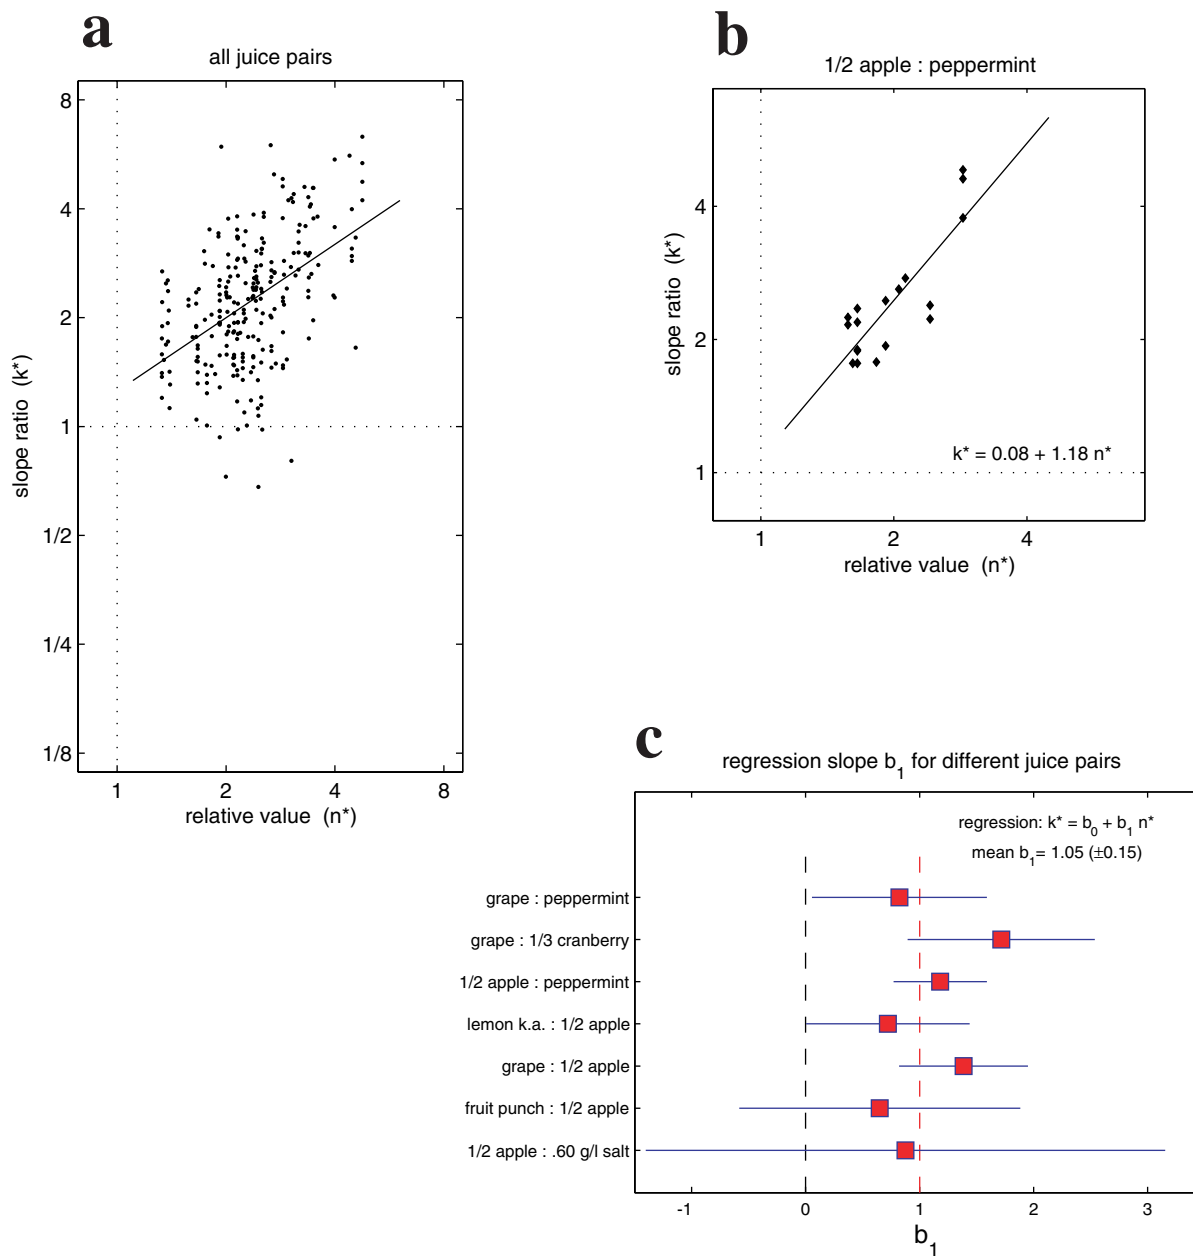 a
all juice pairs
8
4
2
1
1/2
1/4
1/8
slope ratio (k*)
1 2 4 8
relative value (n*)
b
1/2 apple : peppermint
4
2
1
slope ratio (k*)
k* = 0.08 + 1.18 n*
1 2 4
relative value (n*)
c
regression slope b1 for different juice pairs
regression: k* = b0 + b1 n*
mean b1= 1.05 (±0.15)
grape : peppermint
grape : 1/3 cranberry
1/2 apple : peppermint
lemon k.a. : 1/2 apple
grape : 1/2 apple
fruit punch : 1/2 apple
1/2 apple : .60 g/l salt
-1 0 1 2 3
b1